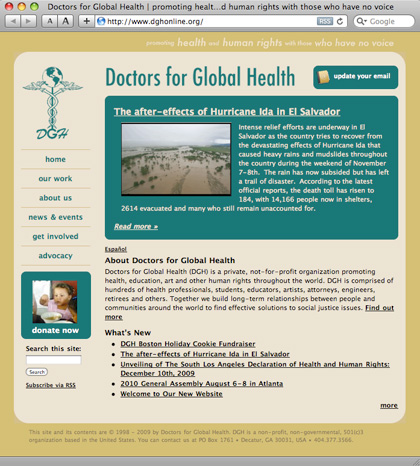 Doctors for Global Health | promoting healt...d human rights with those who have no voice
A A + http://www.dghonline.org/ RSS Google
promoting health and human rights with those who have no voice
DGH
Doctors for Global Health
update your email
home
our work
about us
news & events
get involved
advocacy
donate now
Search this site:
Search
Subscribe via RSS
The after-effects of Hurricane Ida in El Salvador
Intense relief efforts are underway in El
Salvador as the country tries to recover from
the devastating effects of Hurricane Ida that
caused heavy rains and mudslides throughout
the country during the weekend of November
7-8th. The rain has now subsided but has left
a trail of disaster. According to the latest
official reports, the death toll has risen to
184, with 14,166 people now in shelters,
2614 evacuated and many who still remain unaccounted for.
Read more »
Español
About Doctors for Global Health
Doctors for Global Health (DGH) is a private, not-for-profit organization promoting
health, education, art and other human rights throughout the world. DGH is comprised of
hundreds of health professionals, students, educators, artists, attorneys, engineers,
retirees and others. Together we build long-term relationships between people and
communities around the world to find effective solutions to social justice issues. Find out
more
What's New
DGH Boston Holiday Cookie Fundraiser
The after-effects of Hurricane Ida in El Salvador
Unveiling of The South Los Angeles Declaration of Health and Human Rights:
December 10th, 2009
2010 General Assembly August 6-8 in Atlanta
Welcome to Our New Website
more
This site and its contents are © 1998 - 2009 by Doctors for Global Health. DGH is a non-profit, non-governmental, 501(c)3
organization based in the United States. You can contact us at PO Box 1761 • Decatur, GA 30031, USA • 404.377.3566.